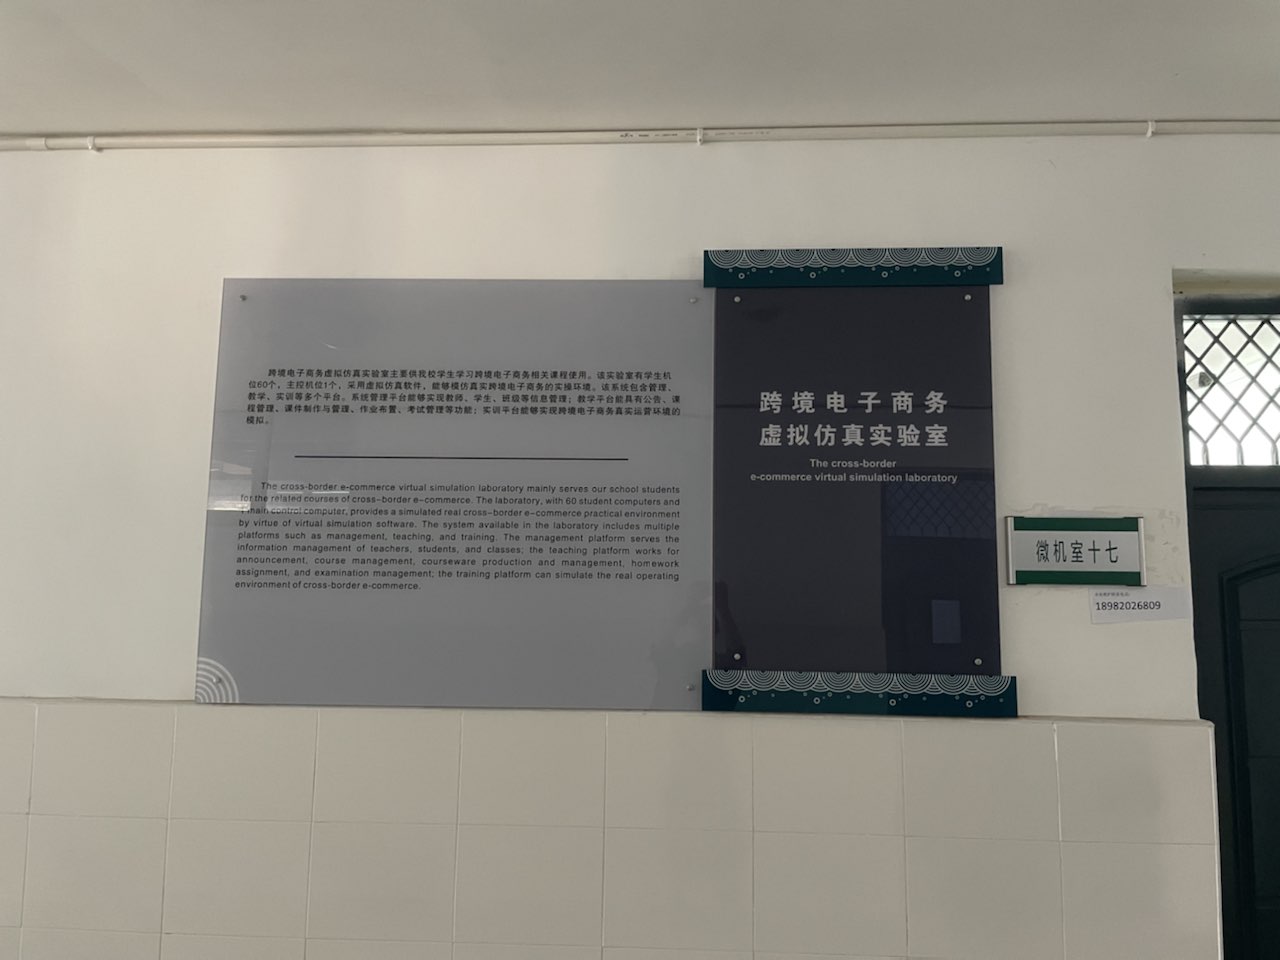 跨境电子商务虚拟仿真实验室主要供我校学生学习跨境电子商务相关课程使用。该实验室有学生机
位60个，主控机位1个，采用虚拟仿真软件，能够模仿真实跨境电子商务的实操环境。该系统包含管理、
教学、实训等多个平台。系统管理平台能够实现教师、学生、班级等信息管理；教学平台能具有公告、课
程管理、课件制作与管理、作业布置、考试管理等功能；实训平台能够实现跨境电子商务真实运营环境的
模拟。
The cross-border e-commerce virtual simulation laboratory mainly serves our school students
for the related courses of cross-border e-commerce. The laboratory, with 60 student computers and
1 main control computer, provides a simulated real cross-border e-commerce practical environment
by virtue of virtual simulation software. The system available in the laboratory includes multiple
platforms such as management, teaching, and training. The management platform serves the
information management of teachers, students, and classes; the teaching platform works for
announcement, course management, courseware production and management, homework
assignment, and examination management; the training platform can simulate the real operating
environment of cross-border e-commerce.
跨境电子商务
虚拟仿真实验室
The cross-border
e-commerce virtual simulation laboratory
微机室十七
18982026809